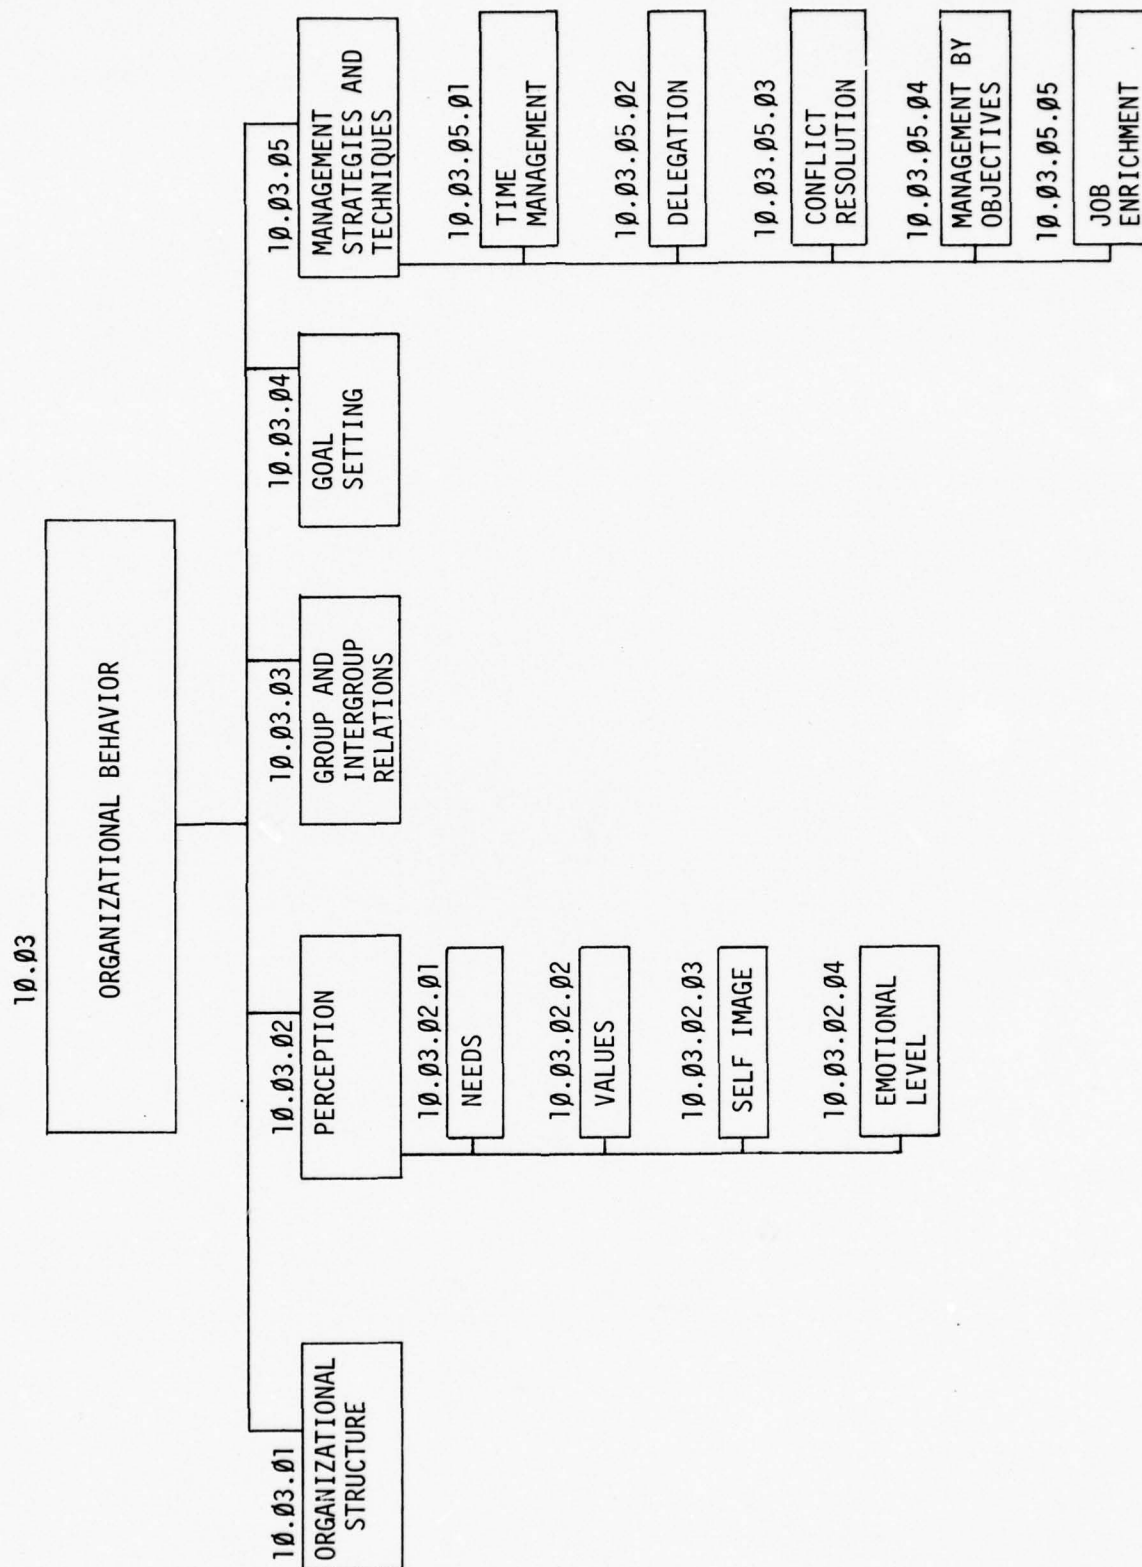 10.03
ORGANIZATIONAL BEHAVIOR
10.03.01
ORGANIZATIONAL
STRUCTURE
10.03.02
PERCEPTION
10.03.02.01
NEEDS
10.03.02.02
VALUES
10.03.02.03
SELF IMAGE
10.03.02.04
EMOTIONAL
LEVEL
10.03.03
GROUP AND
INTERGROUP
RELATIONS
10.03.04
GOAL
SETTING
10.03.05
MANAGEMENT
STRATEGIES AND
TECHNIQUES
10.03.05.01
TIME
MANAGEMENT
10.03.05.02
DELEGATION
10.03.05.03
CONFLICT
RESOLUTION
10.03.05.04
MANAGEMENT BY
OBJECTIVES
10.03.05.05
JOB
ENRICHMENT